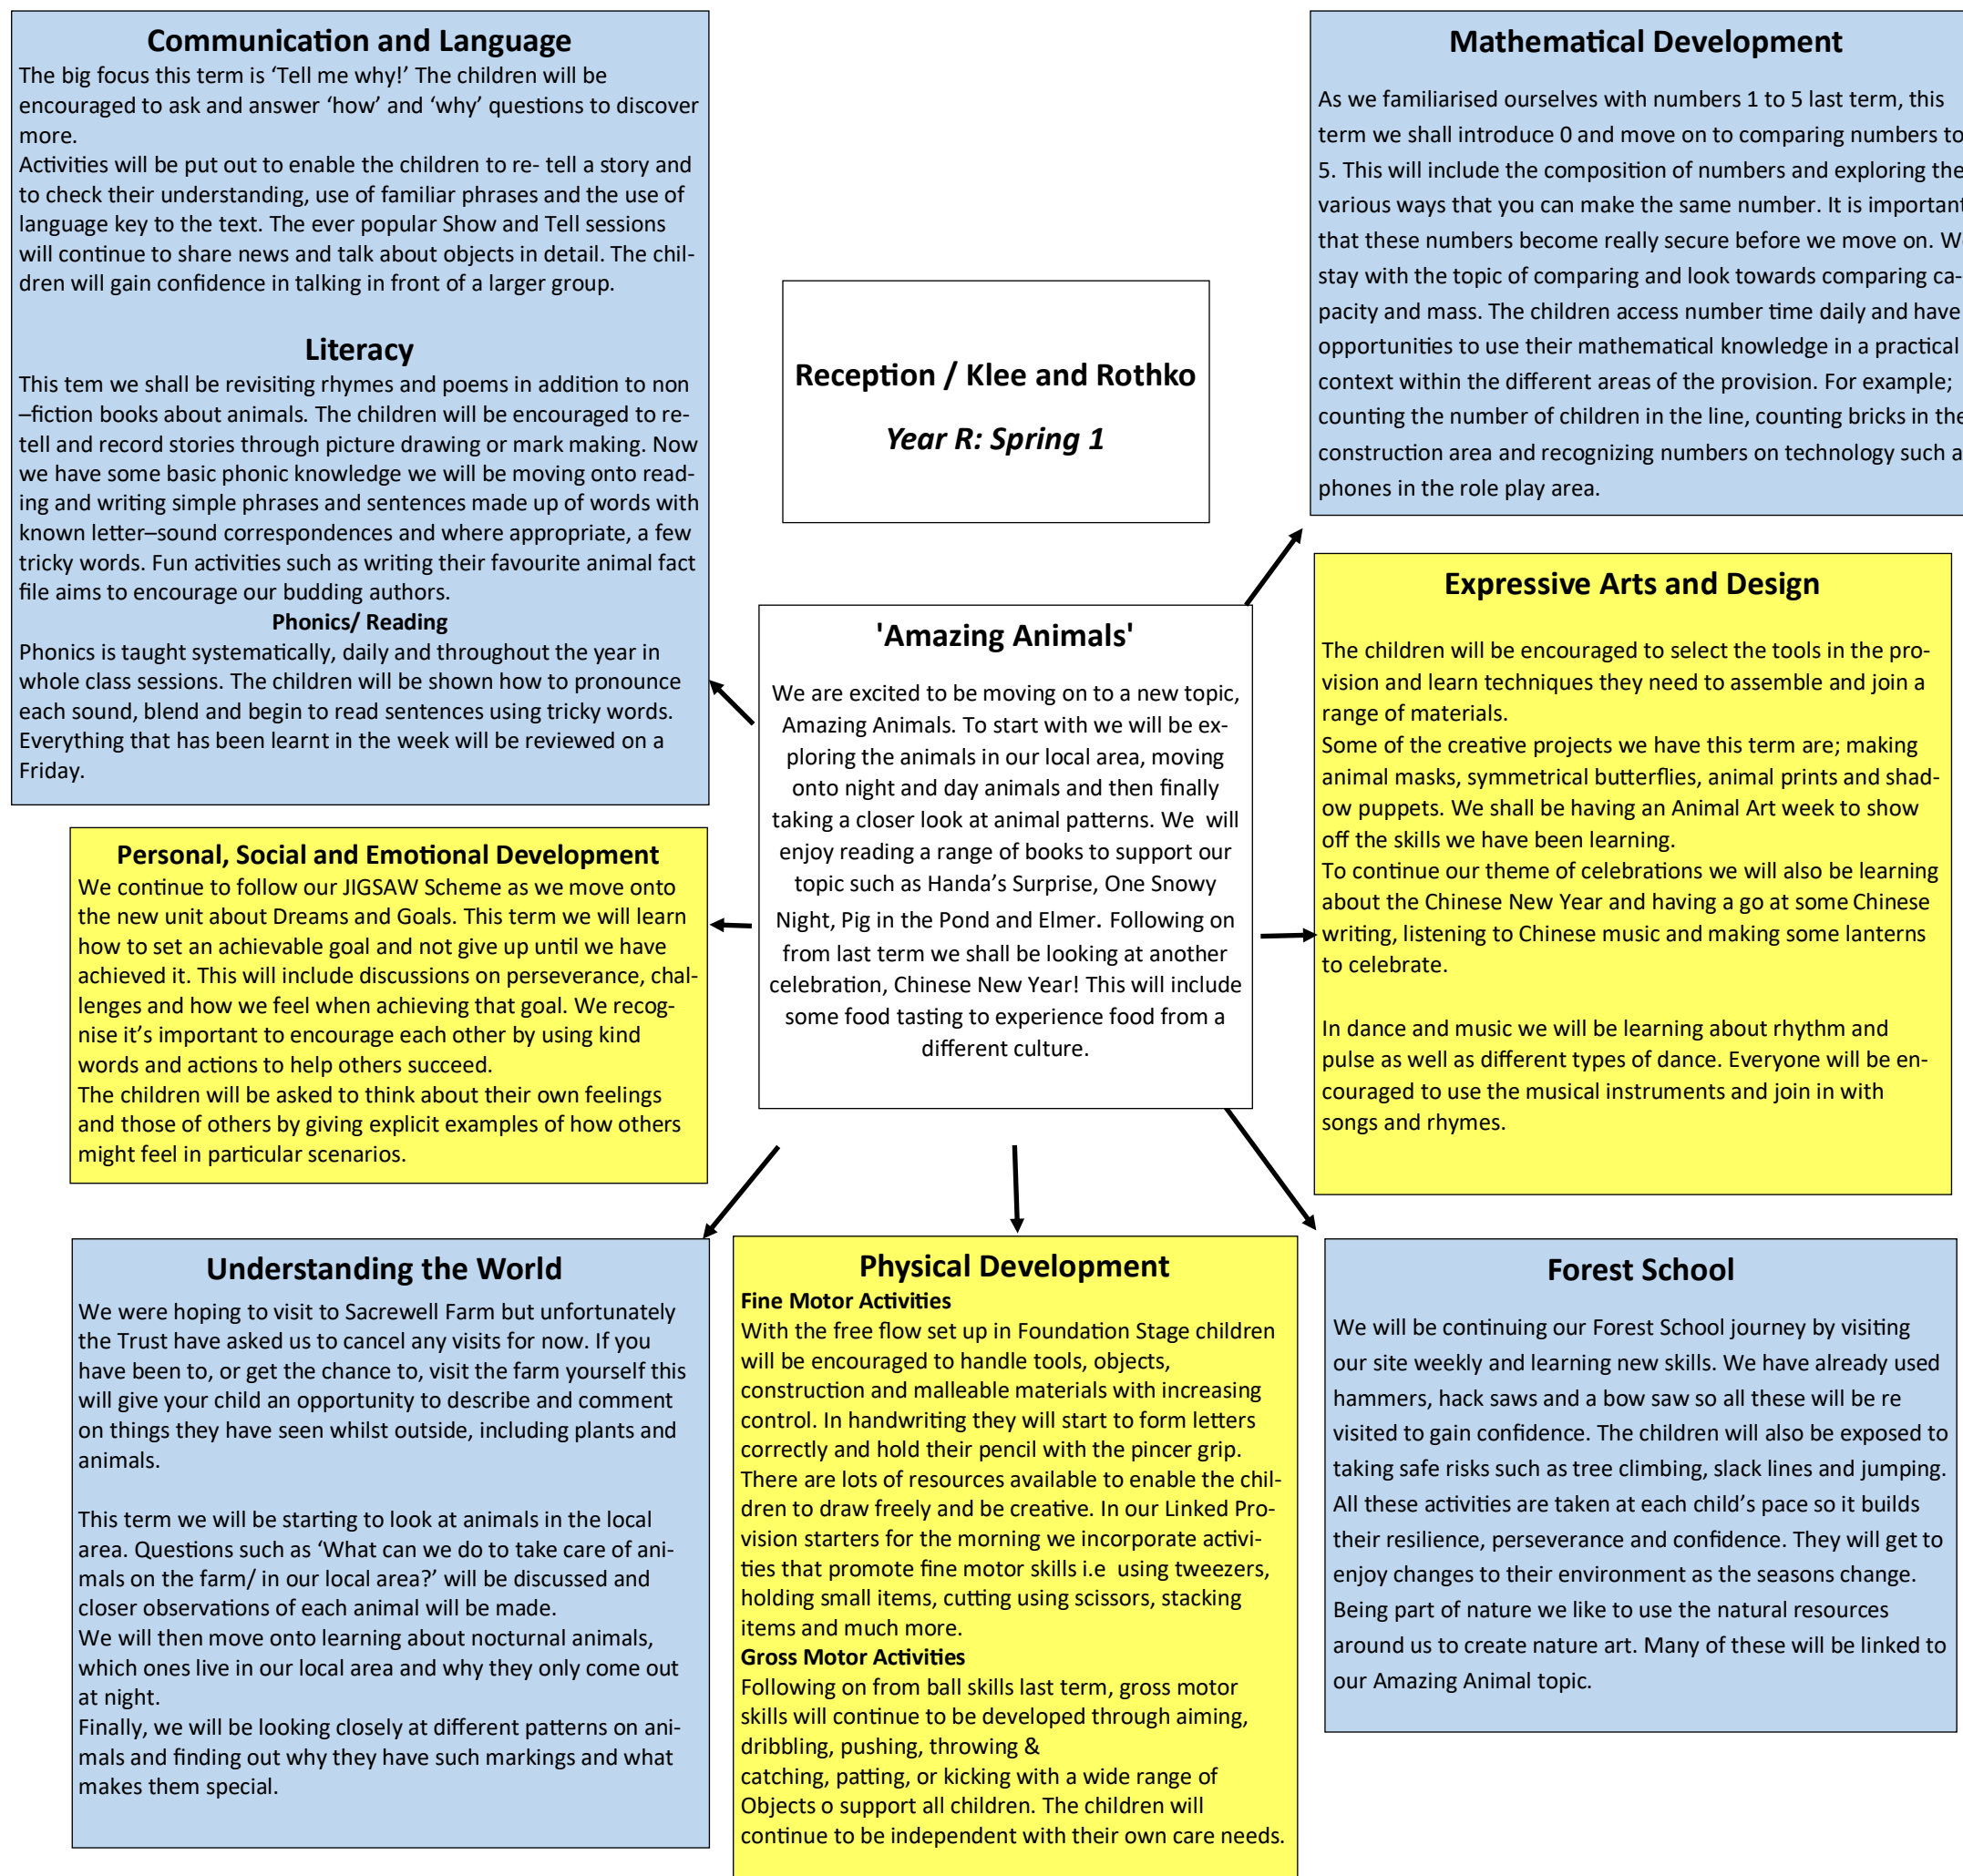 Communication and Language
The big focus this term is ‘Tell me why!’ The children will be
encouraged to ask and answer ‘how’ and ‘why’ questions to discover
more.
Activities will be put out to enable the children to re- tell a story and
to check their understanding, use of familiar phrases and the use of
language key to the text. The ever popular Show and Tell sessions
will continue to share news and talk about objects in detail. The chil-
dren will gain confidence in talking in front of a larger group.
Literacy
This tem we shall be revisiting rhymes and poems in addition to non
–fiction books about animals. The children will be encouraged to re-
tell and record stories through picture drawing or mark making. Now
we have some basic phonic knowledge we will be moving onto read-
ing and writing simple phrases and sentences made up of words with
known letter–sound correspondences and where appropriate, a few
tricky words. Fun activities such as writing their favourite animal fact
file aims to encourage our budding authors.
Phonics/ Reading
Phonics is taught systematically, daily and throughout the year in
whole class sessions. The children will be shown how to pronounce
each sound, blend and begin to read sentences using tricky words.
Everything that has been learnt in the week will be reviewed on a
Friday.
Reception / Klee and Rothko
Year R: Spring 1
Mathematical Development
As we familiarised ourselves with numbers 1 to 5 last term, this
term we shall introduce 0 and move on to comparing numbers to
5. This will include the composition of numbers and exploring the
various ways that you can make the same number. It is important
that these numbers become really secure before we move on. We
stay with the topic of comparing and look towards comparing ca-
pacity and mass. The children access number time daily and have
opportunities to use their mathematical knowledge in a practical
context within the different areas of the provision. For example;
counting the number of children in the line, counting bricks in the
construction area and recognizing numbers on technology such a
phones in the role play area.
'Amazing Animals'
We are excited to be moving on to a new topic,
Amazing Animals. To start with we will be ex-
ploring the animals in our local area, moving
onto night and day animals and then finally
taking a closer look at animal patterns. We  will
enjoy reading a range of books to support our
topic such as Handa’s Surprise, One Snowy
Night, Pig in the Pond and Elmer. Following on
from last term we shall be looking at another
celebration, Chinese New Year! This will include
some food tasting to experience food from a
different culture.
Expressive Arts and Design
The children will be encouraged to select the tools in the pro-
vision and learn techniques they need to assemble and join a
range of materials.
Some of the creative projects we have this term are; making
animal masks, symmetrical butterflies, animal prints and shad-
ow puppets. We shall be having an Animal Art week to show
off the skills we have been learning.
To continue our theme of celebrations we will also be learning
about the Chinese New Year and having a go at some Chinese
writing, listening to Chinese music and making some lanterns
to celebrate.
In dance and music we will be learning about rhythm and
pulse as well as different types of dance. Everyone will be en-
couraged to use the musical instruments and join in with
songs and rhymes.
Personal, Social and Emotional Development
We continue to follow our JIGSAW Scheme as we move onto
the new unit about Dreams and Goals. This term we will learn
how to set an achievable goal and not give up until we have
achieved it. This will include discussions on perseverance, chal-
lenges and how we feel when achieving that goal. We recog-
nise it’s important to encourage each other by using kind
words and actions to help others succeed.
The children will be asked to think about their own feelings
and those of others by giving explicit examples of how others
might feel in particular scenarios.
Understanding the World
We were hoping to visit to Sacrewell Farm but unfortunately
the Trust have asked us to cancel any visits for now. If you
have been to, or get the chance to, visit the farm yourself this
will give your child an opportunity to describe and comment
on things they have seen whilst outside, including plants and
animals.
This term we will be starting to look at animals in the local
area. Questions such as ‘What can we do to take care of ani-
mals on the farm/ in our local area?’ will be discussed and
closer observations of each animal will be made.
We will then move onto learning about nocturnal animals,
which ones live in our local area and why they only come out
at night.
Finally, we will be looking closely at different patterns on ani-
mals and finding out why they have such markings and what
makes them special.
Physical Development
Fine Motor Activities
With the free flow set up in Foundation Stage children
will be encouraged to handle tools, objects,
construction and malleable materials with increasing
control. In handwriting they will start to form letters
correctly and hold their pencil with the pincer grip.
There are lots of resources available to enable the chil-
dren to draw freely and be creative. In our Linked Pro-
vision starters for the morning we incorporate activi-
ties that promote fine motor skills i.e  using tweezers,
holding small items, cutting using scissors, stacking
items and much more.
Gross Motor Activities
Following on from ball skills last term, gross motor
skills will continue to be developed through aiming,
dribbling, pushing, throwing &
catching, patting, or kicking with a wide range of
Objects o support all children. The children will
continue to be independent with their own care needs.
Forest School
We will be continuing our Forest School journey by visiting
our site weekly and learning new skills. We have already used
hammers, hack saws and a bow saw so all these will be re
visited to gain confidence. The children will also be exposed to
taking safe risks such as tree climbing, slack lines and jumping.
All these activities are taken at each child’s pace so it builds
their resilience, perseverance and confidence. They will get to
enjoy changes to their environment as the seasons change.
Being part of nature we like to use the natural resources
around us to create nature art. Many of these will be linked to
our Amazing Animal topic.